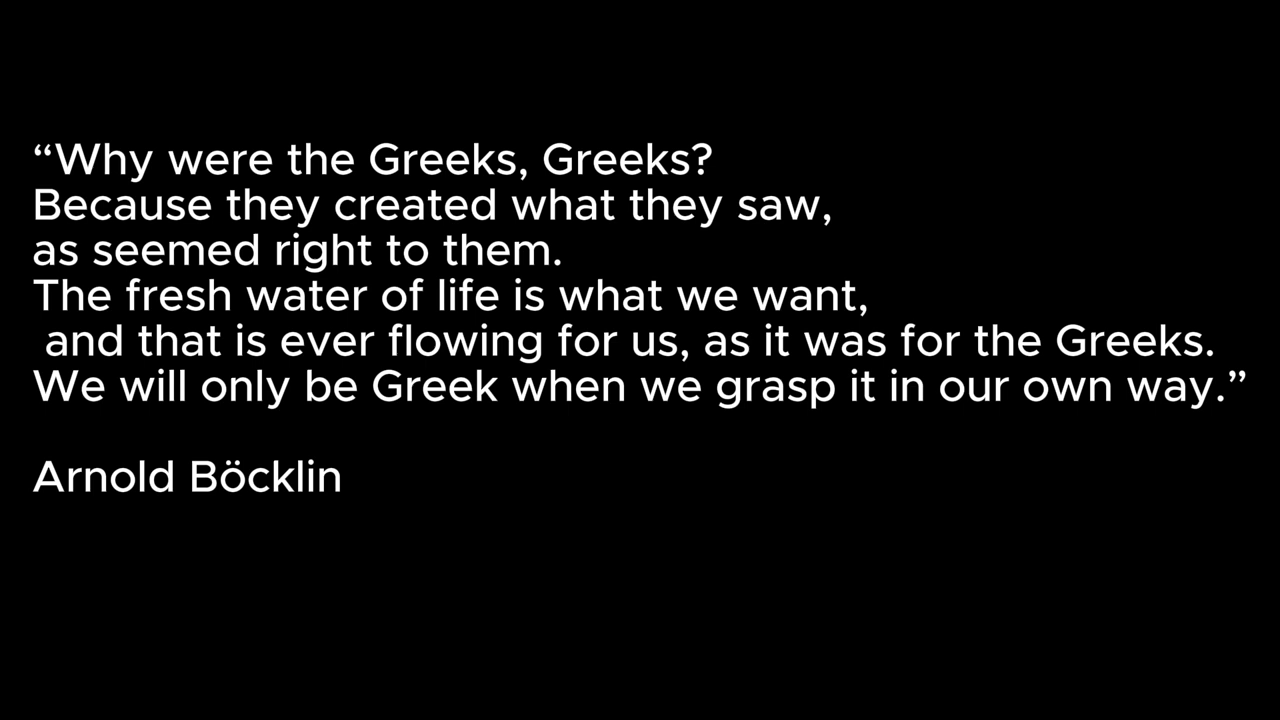 “Why were the Greeks, Greeks?
Because they created what they saw,
as seemed right to them.
The fresh water of life is what we want,
and that is ever flowing for us, as it was for the Greeks.
We will only be Greek when we grasp it in our own way.”
Arnold Böcklin